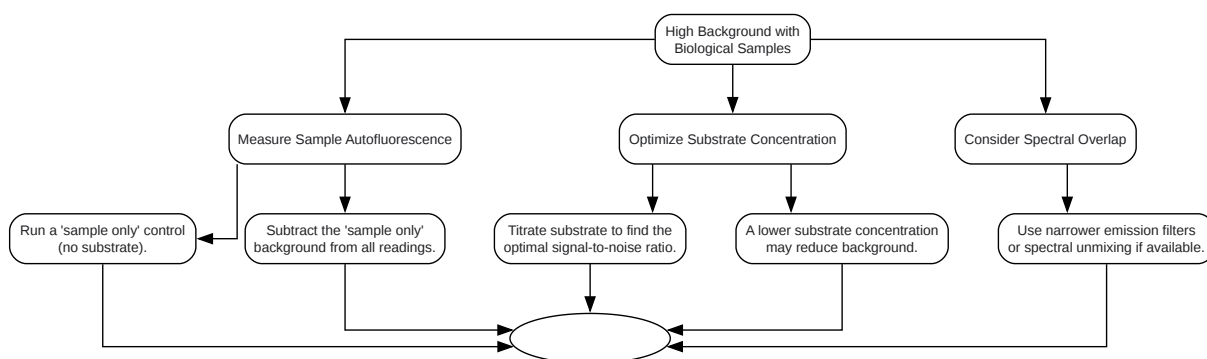 High Background with
Biological Samples
Measure Sample Autofluorescence
Optimize Substrate Concentration
Consider Spectral Overlap
Run a 'sample only' control
(no substrate).
Subtract the 'sample only'
background from all readings.
Titrate substrate to find the
optimal signal-to-noise ratio.
A lower substrate concentration
may reduce background.
Use narrower emission filters
or spectral unmixing if available.